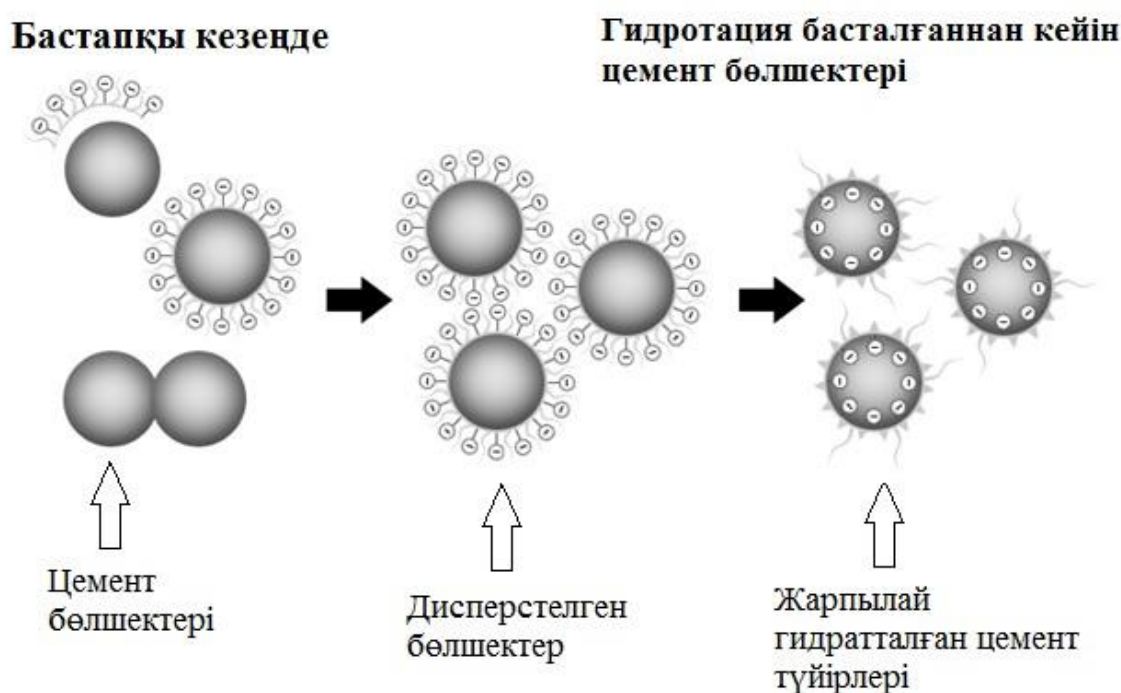 Бастапқы кезеңде
Гидротация басталғаннан кейін
цемент бөлшектері
Цемент
бөлшектері
Дисперстелген
бөлшектер
Жарпылай
гидратталған цемент
түйірлері